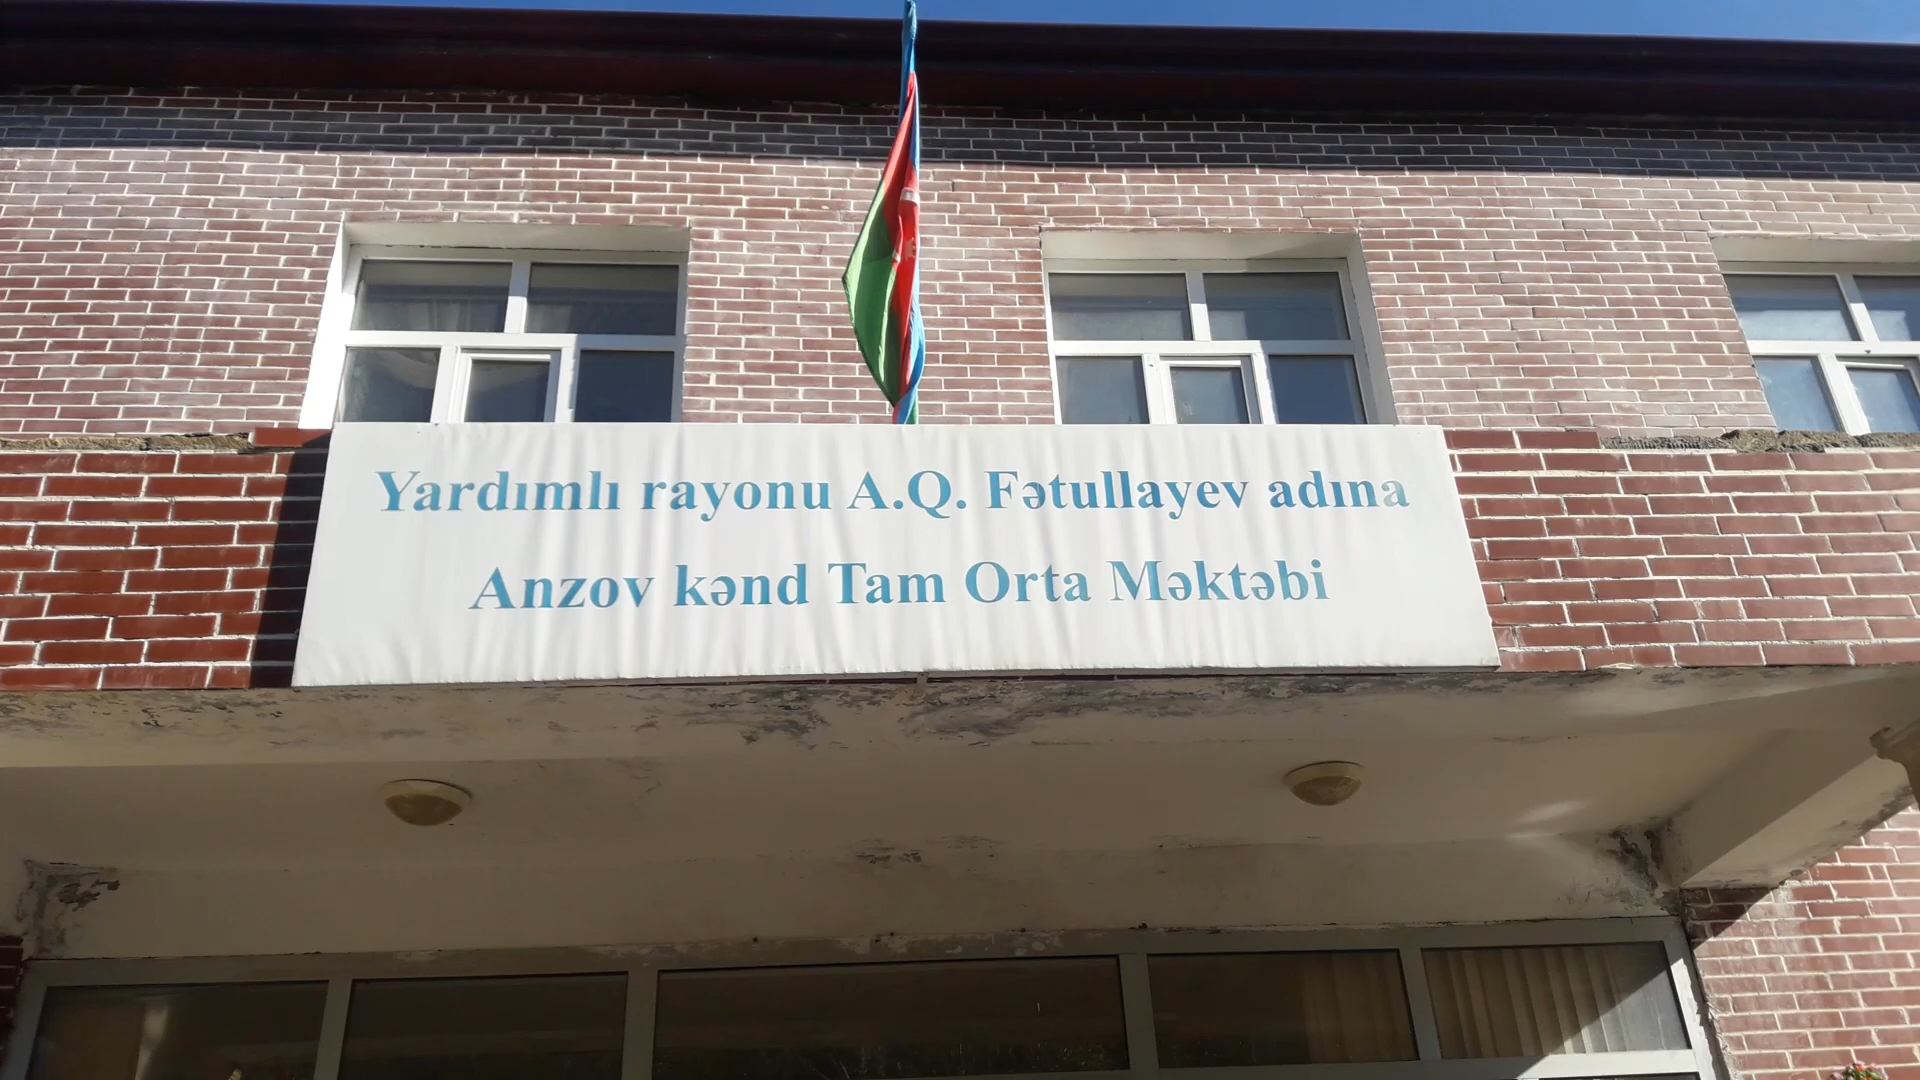 Yardımlı rayonu A.Q. Fətullayev adına
Anzov kənd Tam Orta Məktəbi